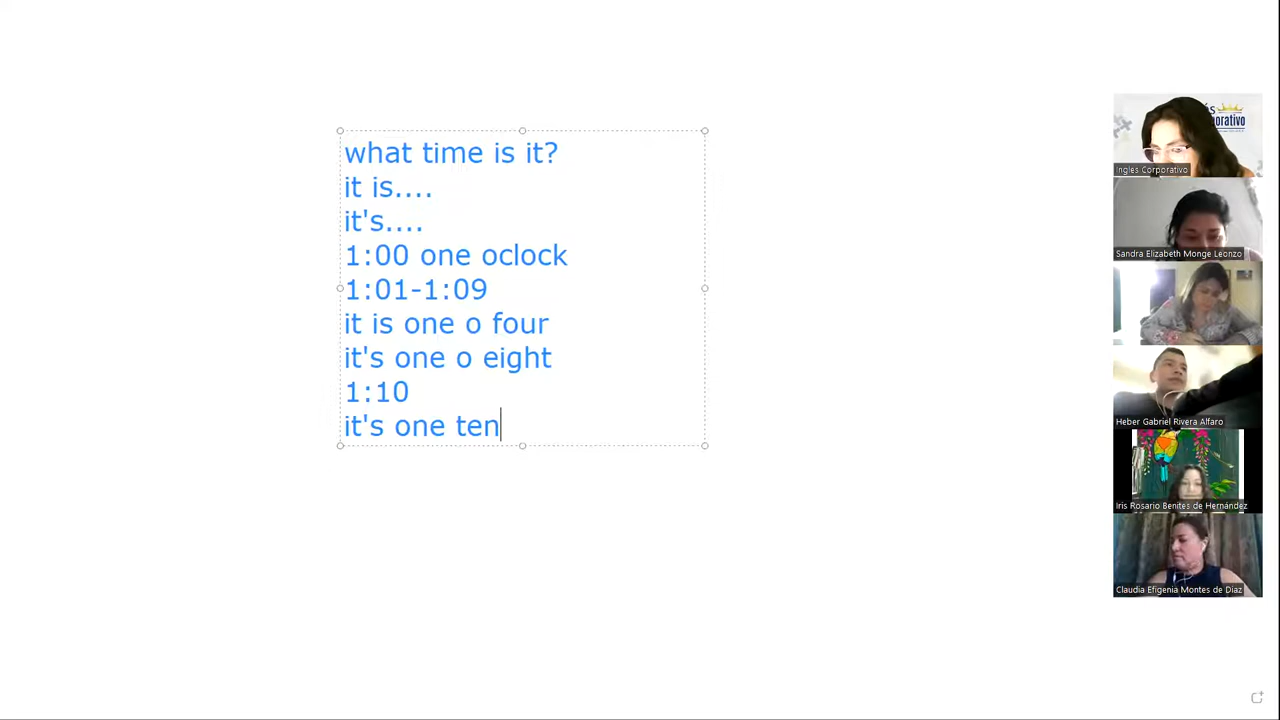 what time is it?
it is....
it's....
1:00 one oclock
1:01-1:09
it is one o four
it's one o eight
1:10
it's one ten
Ingles Corporativo
Sandra Elizabeth Monge Leonzo
Heber Gabriel Rivera Alfaro
Iris Rosario Benites de Hernández
Claudia Efigenia Montes de Diaz